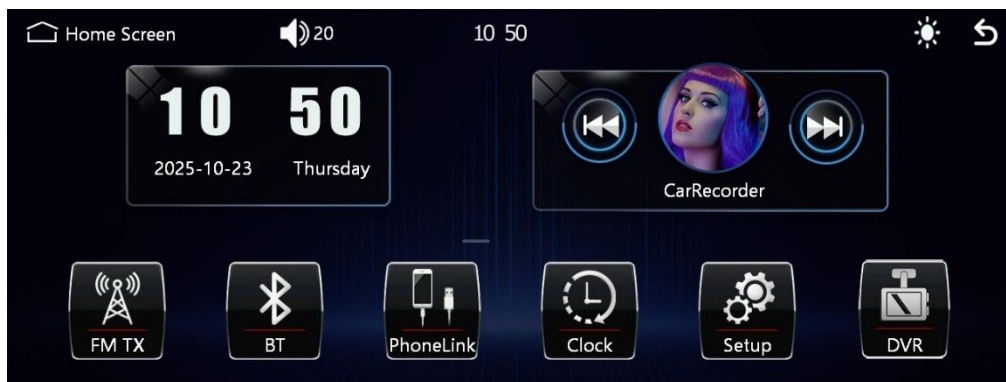 Home Screen 20 10 50
10 50
2025-10-23 Thursday
CarRecorder
FM TX BT PhoneLink Clock Setup DVR